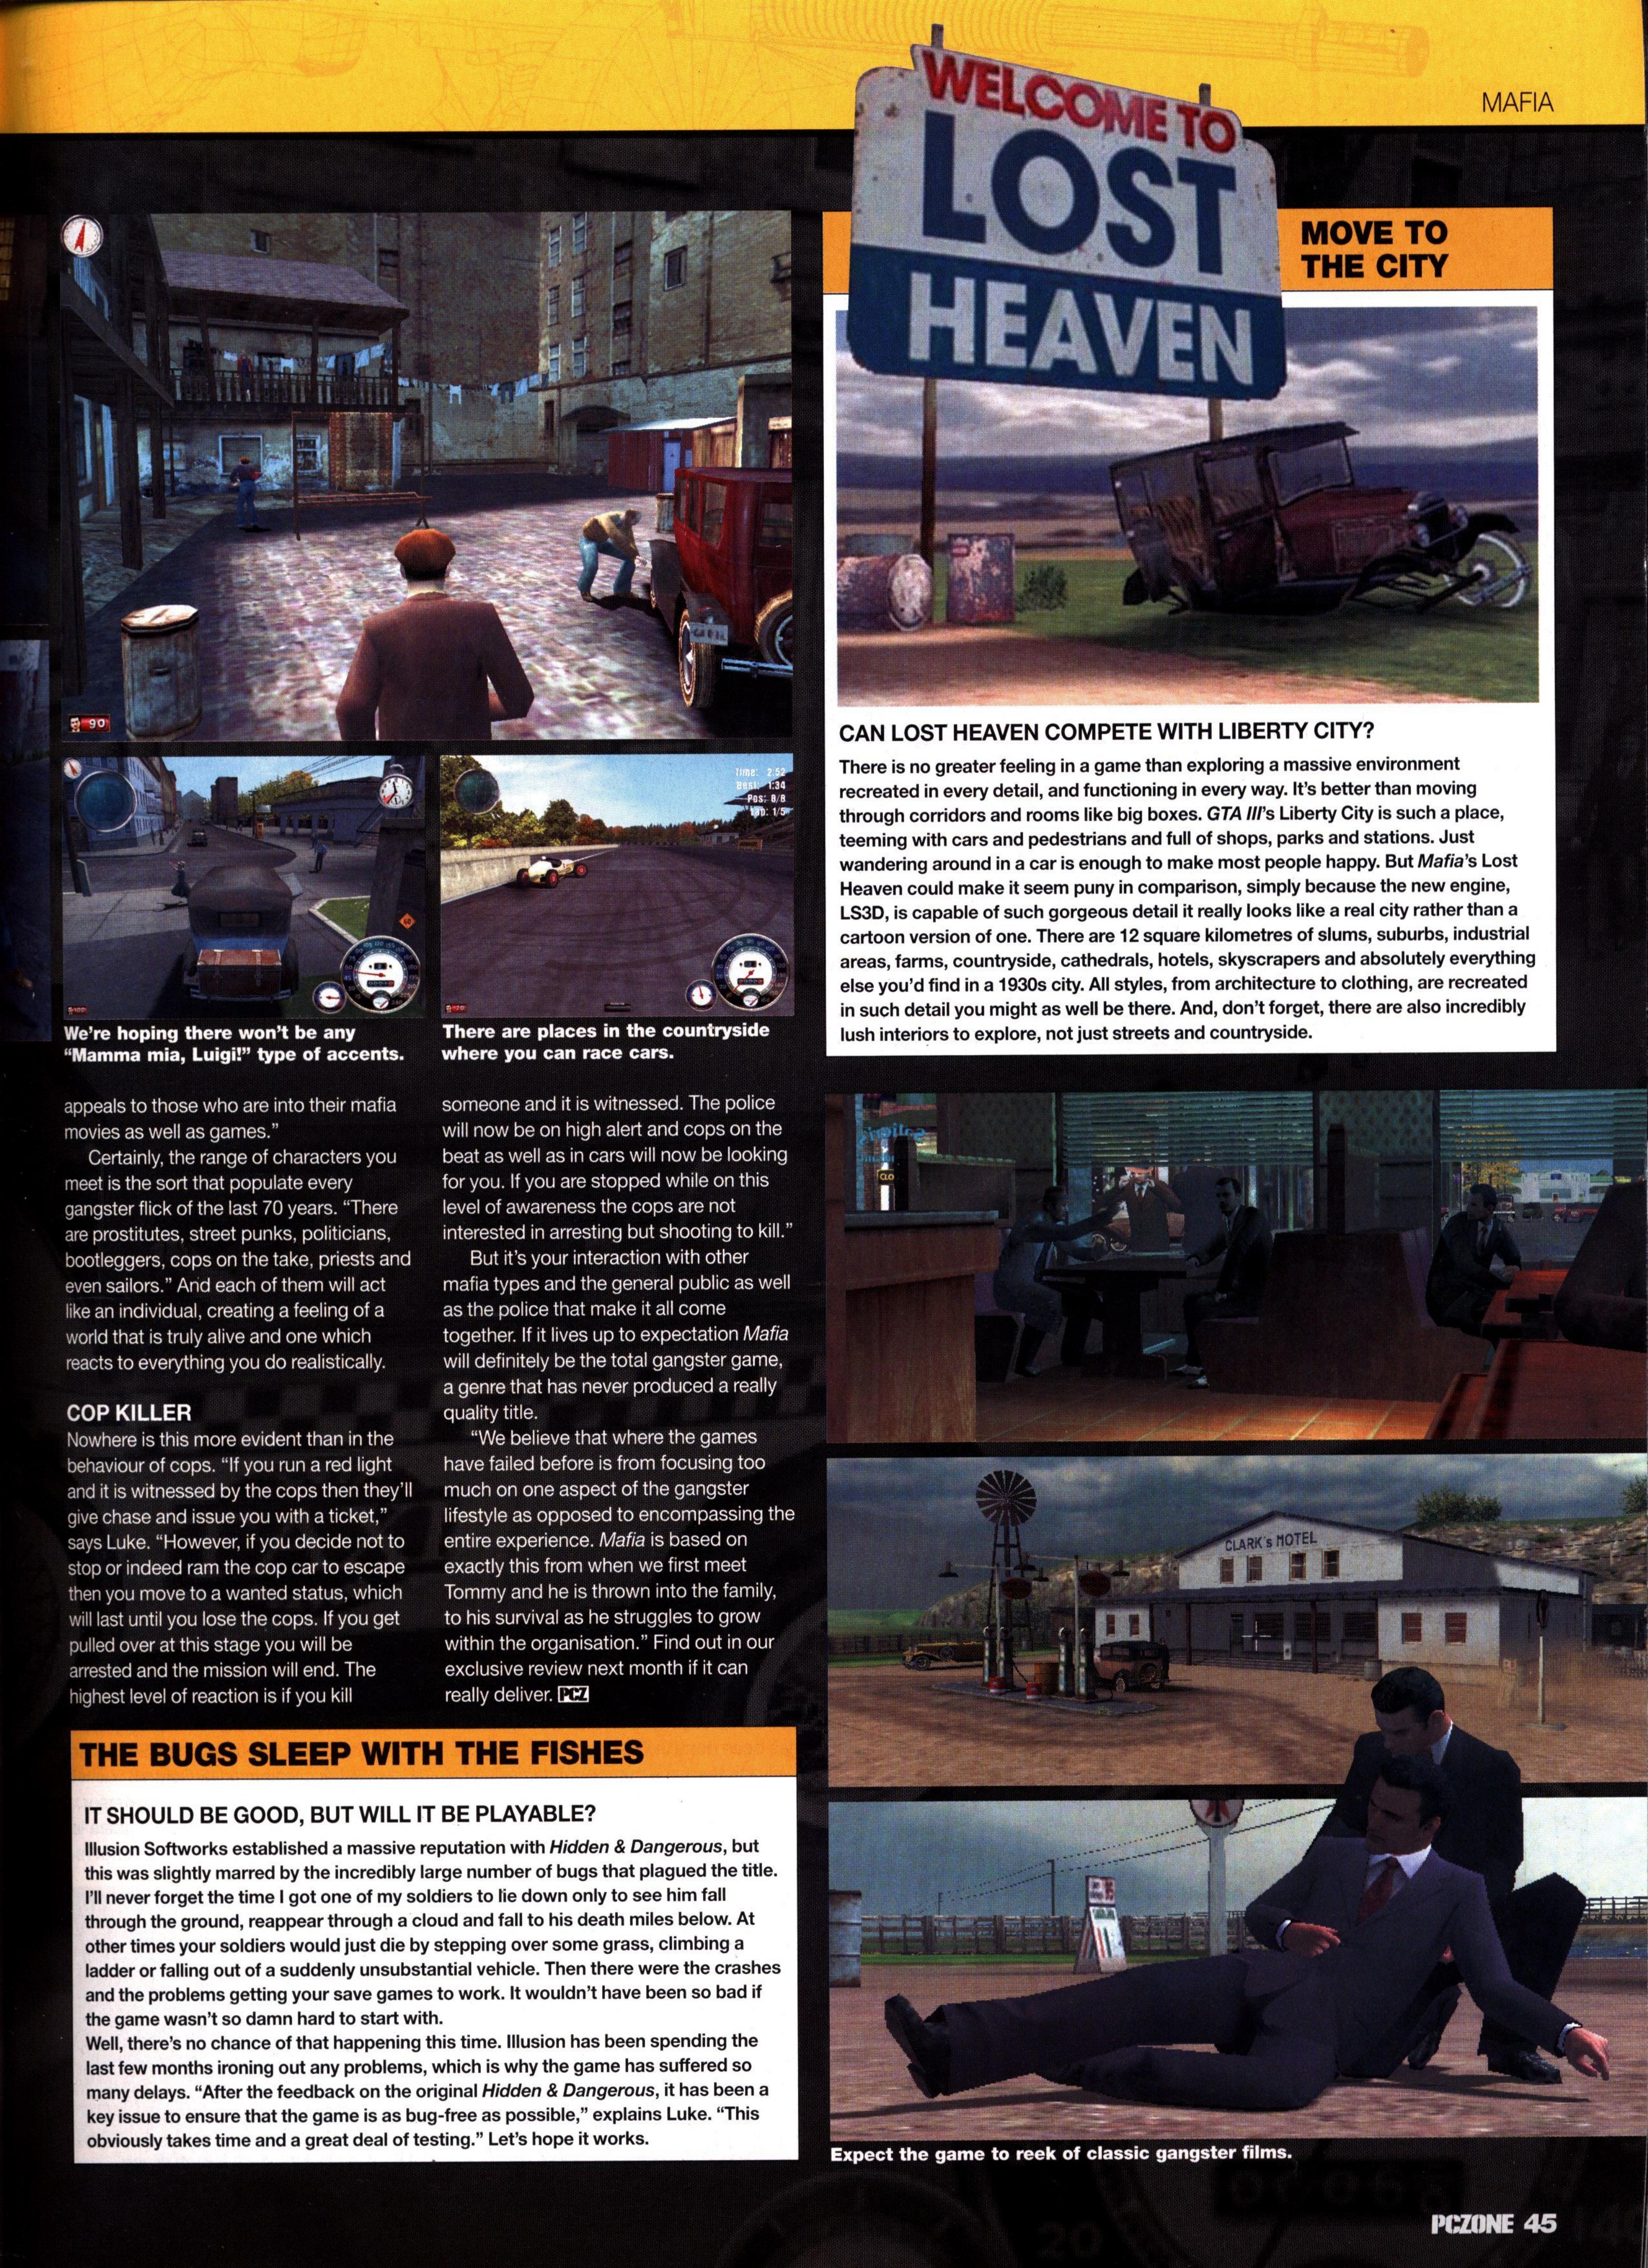 MAFIA
WELCOME TO
LOST
HEAVEN
MOVE TO
THE CITY
90
Time: 2:52
Best: 1:34
Pos: 8/8
Lap: 1/5
We're hoping there won't be any
“Mamma mia, Luigi!” type of accents.
There are places in the countryside
where you can race cars.
CAN LOST HEAVEN COMPETE WITH LIBERTY CITY?
There is no greater feeling in a game than exploring a massive environment
recreated in every detail, and functioning in every way. It's better than moving
through corridors and rooms like big boxes. GTA III's Liberty City is such a place,
teeming with cars and pedestrians and full of shops, parks and stations. Just
wandering around in a car is enough to make most people happy. But Mafia's Lost
Heaven could make it seem puny in comparison, simply because the new engine,
LS3D, is capable of such gorgeous detail it really looks like a real city rather than a
cartoon version of one. There are 12 square kilometres of slums, suburbs, industrial
areas, farms, countryside, cathedrals, hotels, skyscrapers and absolutely everything
else you'd find in a 1930s city. All styles, from architecture to clothing, are recreated
in such detail you might as well be there. And, don't forget, there are also incredibly
lush interiors to explore, not just streets and countryside.
appeals to those who are into their mafia
movies as well as games.”
Certainly, the range of characters you
meet is the sort that populate every
gangster flick of the last 70 years. “There
are prostitutes, street punks, politicians,
bootleggers, cops on the take, priests and
even sailors.” And each of them will act
like an individual, creating a feeling of a
world that is truly alive and one which
reacts to everything you do realistically.
COP KILLER
Nowhere is this more evident than in the
behaviour of cops. “If you run a red light
and it is witnessed by the cops then they'll
give chase and issue you with a ticket,”
says Luke. “However, if you decide not to
stop or indeed ram the cop car to escape
then you move to a wanted status, which
will last until you lose the cops. If you get
pulled over at this stage you will be
arrested and the mission will end. The
highest level of reaction is if you kill
someone and it is witnessed. The police
will now be on high alert and cops on the
beat as well as in cars will now be looking
for you. If you are stopped while on this
level of awareness the cops are not
interested in arresting but shooting to kill.”
But it's your interaction with other
mafia types and the general public as well
as the police that make it all come
together. If it lives up to expectation Mafia
will definitely be the total gangster game,
a genre that has never produced a really
quality title.
“We believe that where the games
have failed before is from focusing too
much on one aspect of the gangster
lifestyle as opposed to encompassing the
entire experience. Mafia is based on
exactly this from when we first meet
Tommy and he is thrown into the family,
to his survival as he struggles to grow
within the organisation.” Find out in our
exclusive review next month if it can
really deliver. PCZ
CLARK's MOTEL
THE BUGS SLEEP WITH THE FISHES
IT SHOULD BE GOOD, BUT WILL IT BE PLAYABLE?
Illusion Softworks established a massive reputation with Hidden & Dangerous, but
this was slightly marred by the incredibly large number of bugs that plagued the title.
I'll never forget the time I got one of my soldiers to lie down only to see him fall
through the ground, reappear through a cloud and fall to his death miles below. At
other times your soldiers would just die by stepping over some grass, climbing a
ladder or falling out of a suddenly unsubstantial vehicle. Then there were the crashes
and the problems getting your save games to work. It wouldn't have been so bad if
the game wasn't so damn hard to start with.
Well, there's no chance of that happening this time. Illusion has been spending the
last few months ironing out any problems, which is why the game has suffered so
many delays. “After the feedback on the original Hidden & Dangerous, it has been a
key issue to ensure that the game is as bug-free as possible,” explains Luke. “This
obviously takes time and a great deal of testing.” Let's hope it works.
Expect the game to reek of classic gangster films.
PCZONE 45